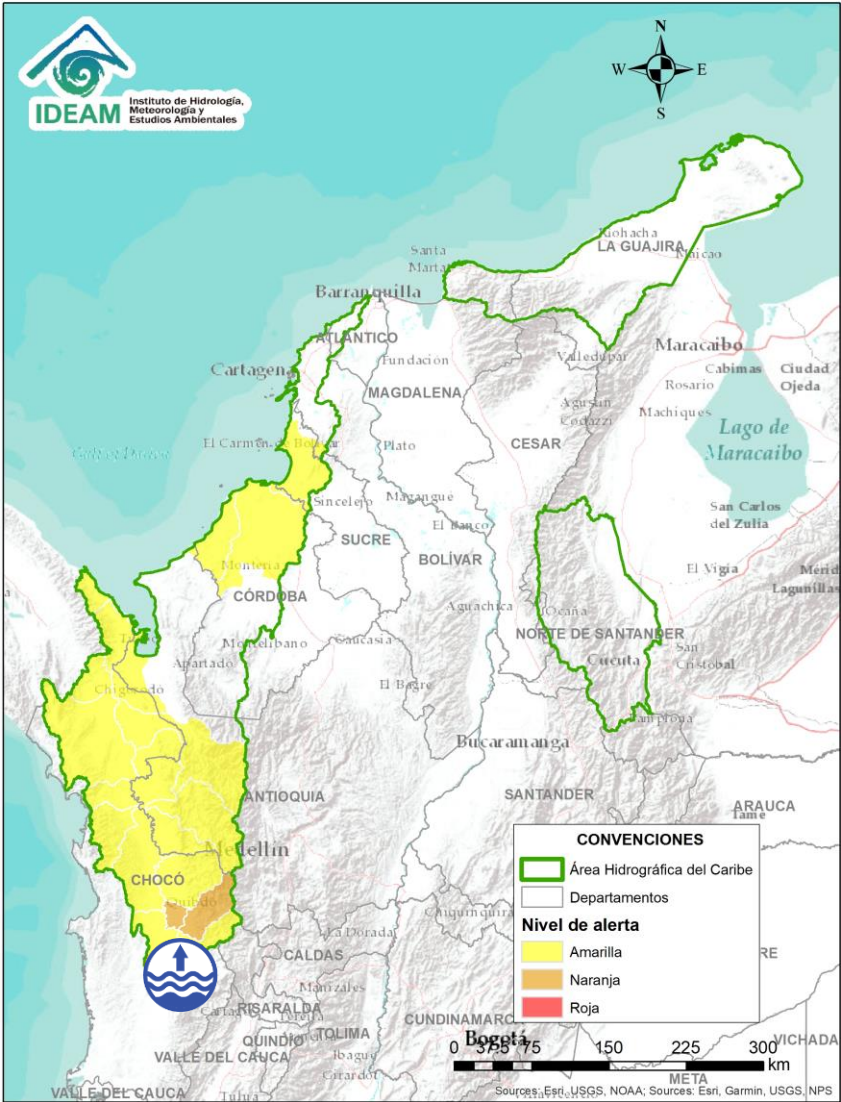 IDEAM
Instituto de Hidrología,
Meteorología y
Estudios Ambientales
N
W
E
S
Riohacha
LA GUAJIRA
Maicao
Santa
Marta
Barranquilla
ATLÁNTICO
Cartagena
Fundación
Valledupar
Maracaibo
Cabimas
Ciudad
Ojeda
Rosario
Machiques
MAGDALENA
Agustín
Codazzi
Lago de
Maracaibo
El Carmen de Bolívar
Plato
CESAR
Sincelejo
Magangué
San Carlos
del Zulia
El Banco
SUCRE
BOLÍVAR
Montería
El Vigía
Lagunillas
CÓRDOBA
Aguachica
Ocaña
NORTE DE SANTANDER
Montelíbano
Caucasia
San
Cristóbal
Apartadó
Cúcuta
Chigorodó
El Bagre
Pamplona
Bucaramanga
ANTIOQUIA
SANTANDER
ARAUCA
Tame
Medellín
CHOCÓ
Quibdó
Chiquinquirá
La Dorada
CALDAS
Manizales
RISARALDA
Pereira
CUNDINAMARC
QUINDÍO
TOLIMA
Bogotá
VICHADA
VALLE DEL CAUCA
Ibagué
Girardot
META
VALLE DEL CAUCA
Tuluá
CONVENCIONES
Área Hidrográfica del Caribe
Departamentos
Nivel de alerta
Amarilla
Naranja
Roja
0 37,5 75 150 225 300
km
Sources: Esri, USGS, NOAA; Sources: Esri, Garmin, USGS, NPS